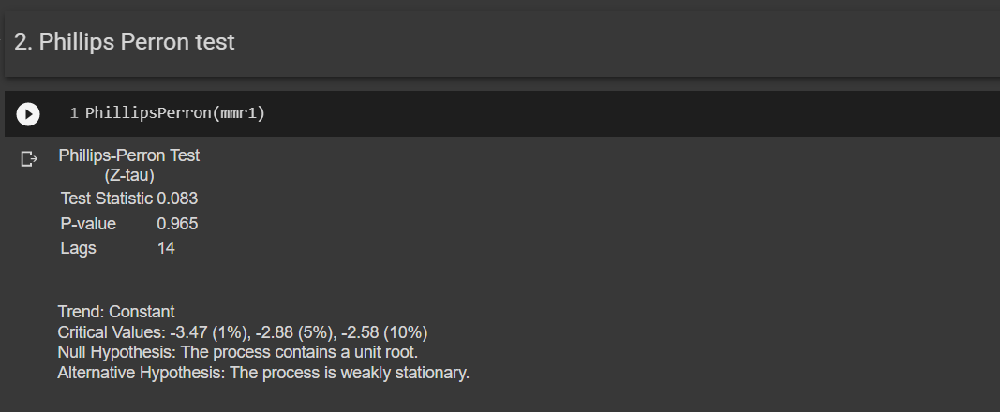 2. Phillips Perron test
1 PhillipsPerron(mmr1)
Phillips-Perron Test
(Z-tau)
Test Statistic 0.083
P-value 0.965
Lags 14
Trend: Constant
Critical Values: -3.47 (1%), -2.88 (5%), -2.58 (10%)
Null Hypothesis: The process contains a unit root.
Alternative Hypothesis: The process is weakly stationary.